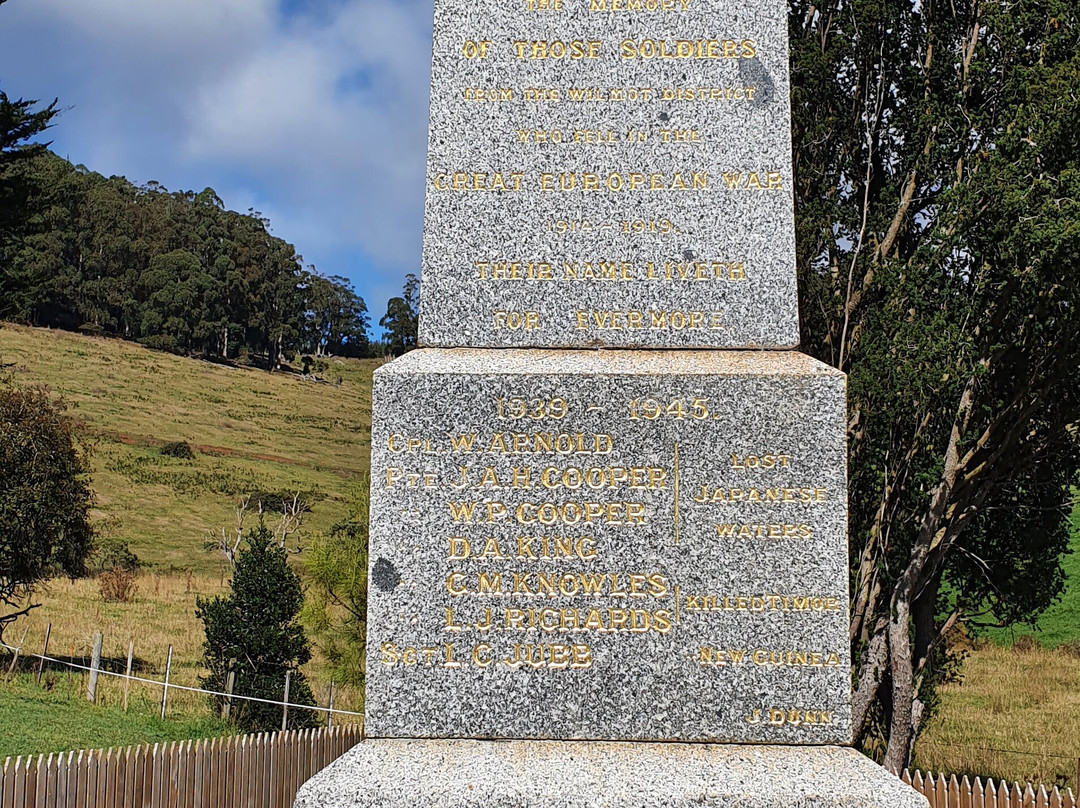 THE MEMORY
OF THOSE SOLDIERS
FROM THE WILMOT DISTRICT
WHO FELL IN THE
GREAT EUROPEAN WAR
1914-1919.
THEIR NAME LIVETH
FOR EVERMORE
1939 - 1945.
CPL. W. ARNOLD
PTE J.A.H. COOPER
W.P. COOPER
D.A. KING
LOST
JAPANESE
WATERS
" C.M. KNOWLES
" L.J. RICHARDS
KILLED TIMOR
SGT. L.C. JUBB
NEW GUINEA
J. DUNN